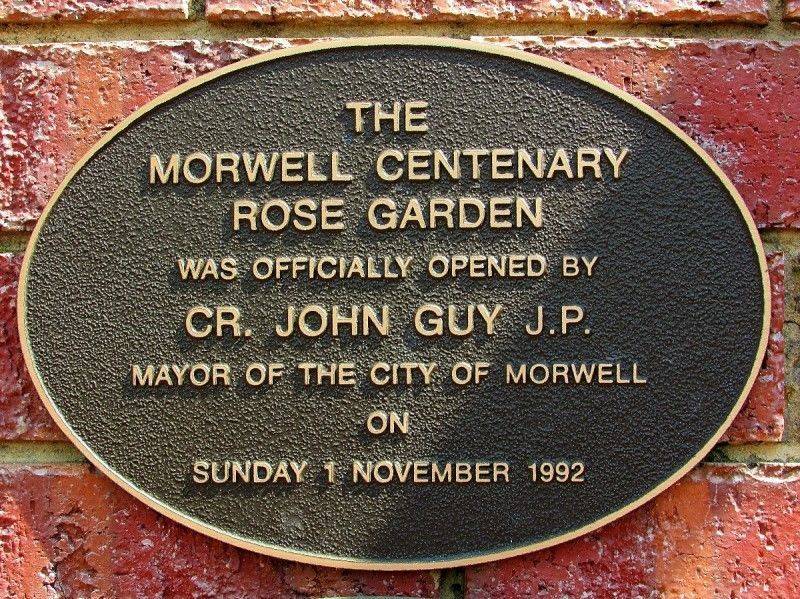 THE
MORWELL CENTENARY
ROSE GARDEN
WAS OFFICIALLY OPENED BY
CR. JOHN GUY J.P.
MAYOR OF THE CITY OF MORWELL
ON
SUNDAY 1 NOVEMBER 1992